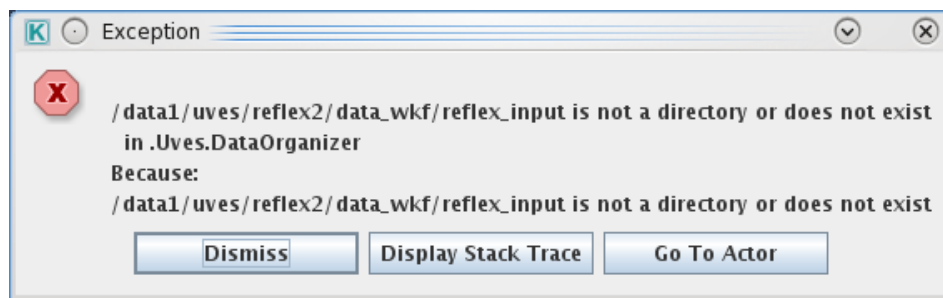 K Exception
X
/data1/uves/reflex2/data_wkf/reflex_input is not a directory or does not exist
in .Uves.DataOrganizer
Because:
/data1/uves/reflex2/data_wkf/reflex_input is not a directory or does not exist
Dismiss Display Stack Trace Go To Actor